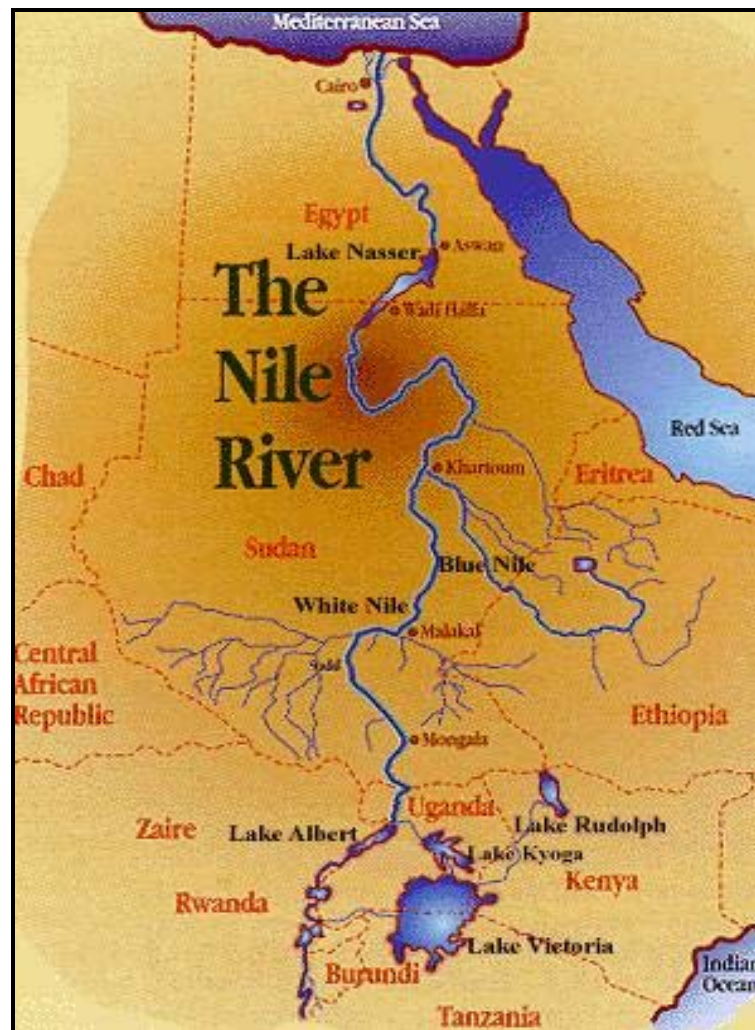 Mediterranean Sea
Cairo
Egypt
Lake Nasser
Aswan
The
Nile
River
Wadi Halfa
Red Sea
Chad
Khartoum
Eritrea
Sudan
Blue Nile
White Nile
Malakal
Sudd
Central
African
Republic
Ethiopia
Mongala
Uganda
Zaire
Lake Albert
Lake Rudolph
Lake Kyoga
Kenya
Rwanda
Lake Victoria
Burundi
Indian
Ocean
Tanzania